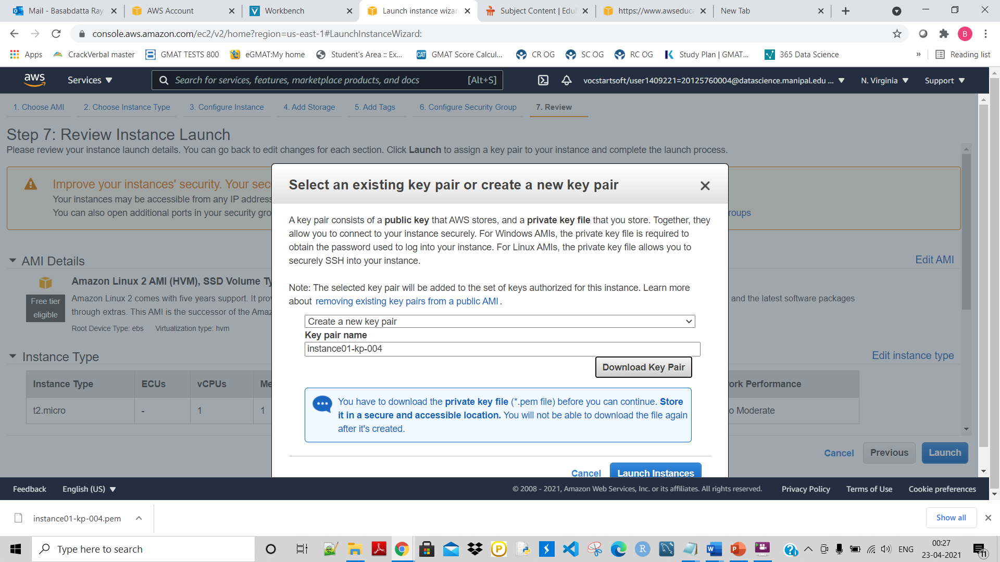 Mail - Basabdatta Ray
AWS Account
Workbench
Launch instance wizar
Subject Content | Edu
https://www.awseduca
New Tab
console.aws.amazon.com/ec2/v2/home?region=us-east-1#LaunchInstanceWizard:
B
Apps
CrackVerbal master
GMAT TESTS 800
eGMAT:My home
Student's Area :: Ex...
CAT
GMAT Score Calcul...
CR OG
SC OG
RC OG
Study Plan | GMAT...
365 Data Science
»
Reading list
aws
Services
Search for services, features, marketplace products, and docs
[Alt+S]
vocstartsoft/user1409221=20125760004@datascience.manipal.edu ...
N. Virginia
Support
1. Choose AMI
2. Choose Instance Type
3. Configure Instance
4. Add Storage
5. Add Tags
6. Configure Security Group
7. Review
Step 7: Review Instance Launch
Please review your instance launch details. You can go back to edit changes for each section. Click Launch to assign a key pair to your instance and complete the launch process.
Improve your instances' security. Your sec
Your instances may be accessible from any IP address
You can also open additional ports in your security gro
roups
AMI Details
Edit AMI
Amazon Linux 2 AMI (HVM), SSD Volume Ty
Free tier
eligible
Amazon Linux 2 comes with five years support. It prov
and the latest software packages
through extras. This AMI is the successor of the Amaz
Root Device Type: ebs
Virtualization type: hvm
Instance Type
Edit instance type
Instance Type
ECUs
vCPUs
Me
ork Performance
t2.micro
-
1
1
o Moderate
Cancel
Previous
Launch
Select an existing key pair or create a new key pair
A key pair consists of a public key that AWS stores, and a private key file that you store. Together, they
allow you to connect to your instance securely. For Windows AMIs, the private key file is required to
obtain the password used to log into your instance. For Linux AMIs, the private key file allows you to
securely SSH into your instance.
Note: The selected key pair will be added to the set of keys authorized for this instance. Learn more
about removing existing key pairs from a public AMI .
Create a new key pair
Key pair name
instance01-kp-004
Download Key Pair
You have to download the private key file (*.pem file) before you can continue. Store
it in a secure and accessible location. You will not be able to download the file again
after it's created.
Cancel
Launch Instances
Feedback
English (US)
© 2008 - 2021, Amazon Web Services, Inc. or its affiliates. All rights reserved.
Privacy Policy
Terms of Use
Cookie preferences
instance01-kp-004.pem
Show all
Type here to search
ENG
00:27
23-04-2021
11